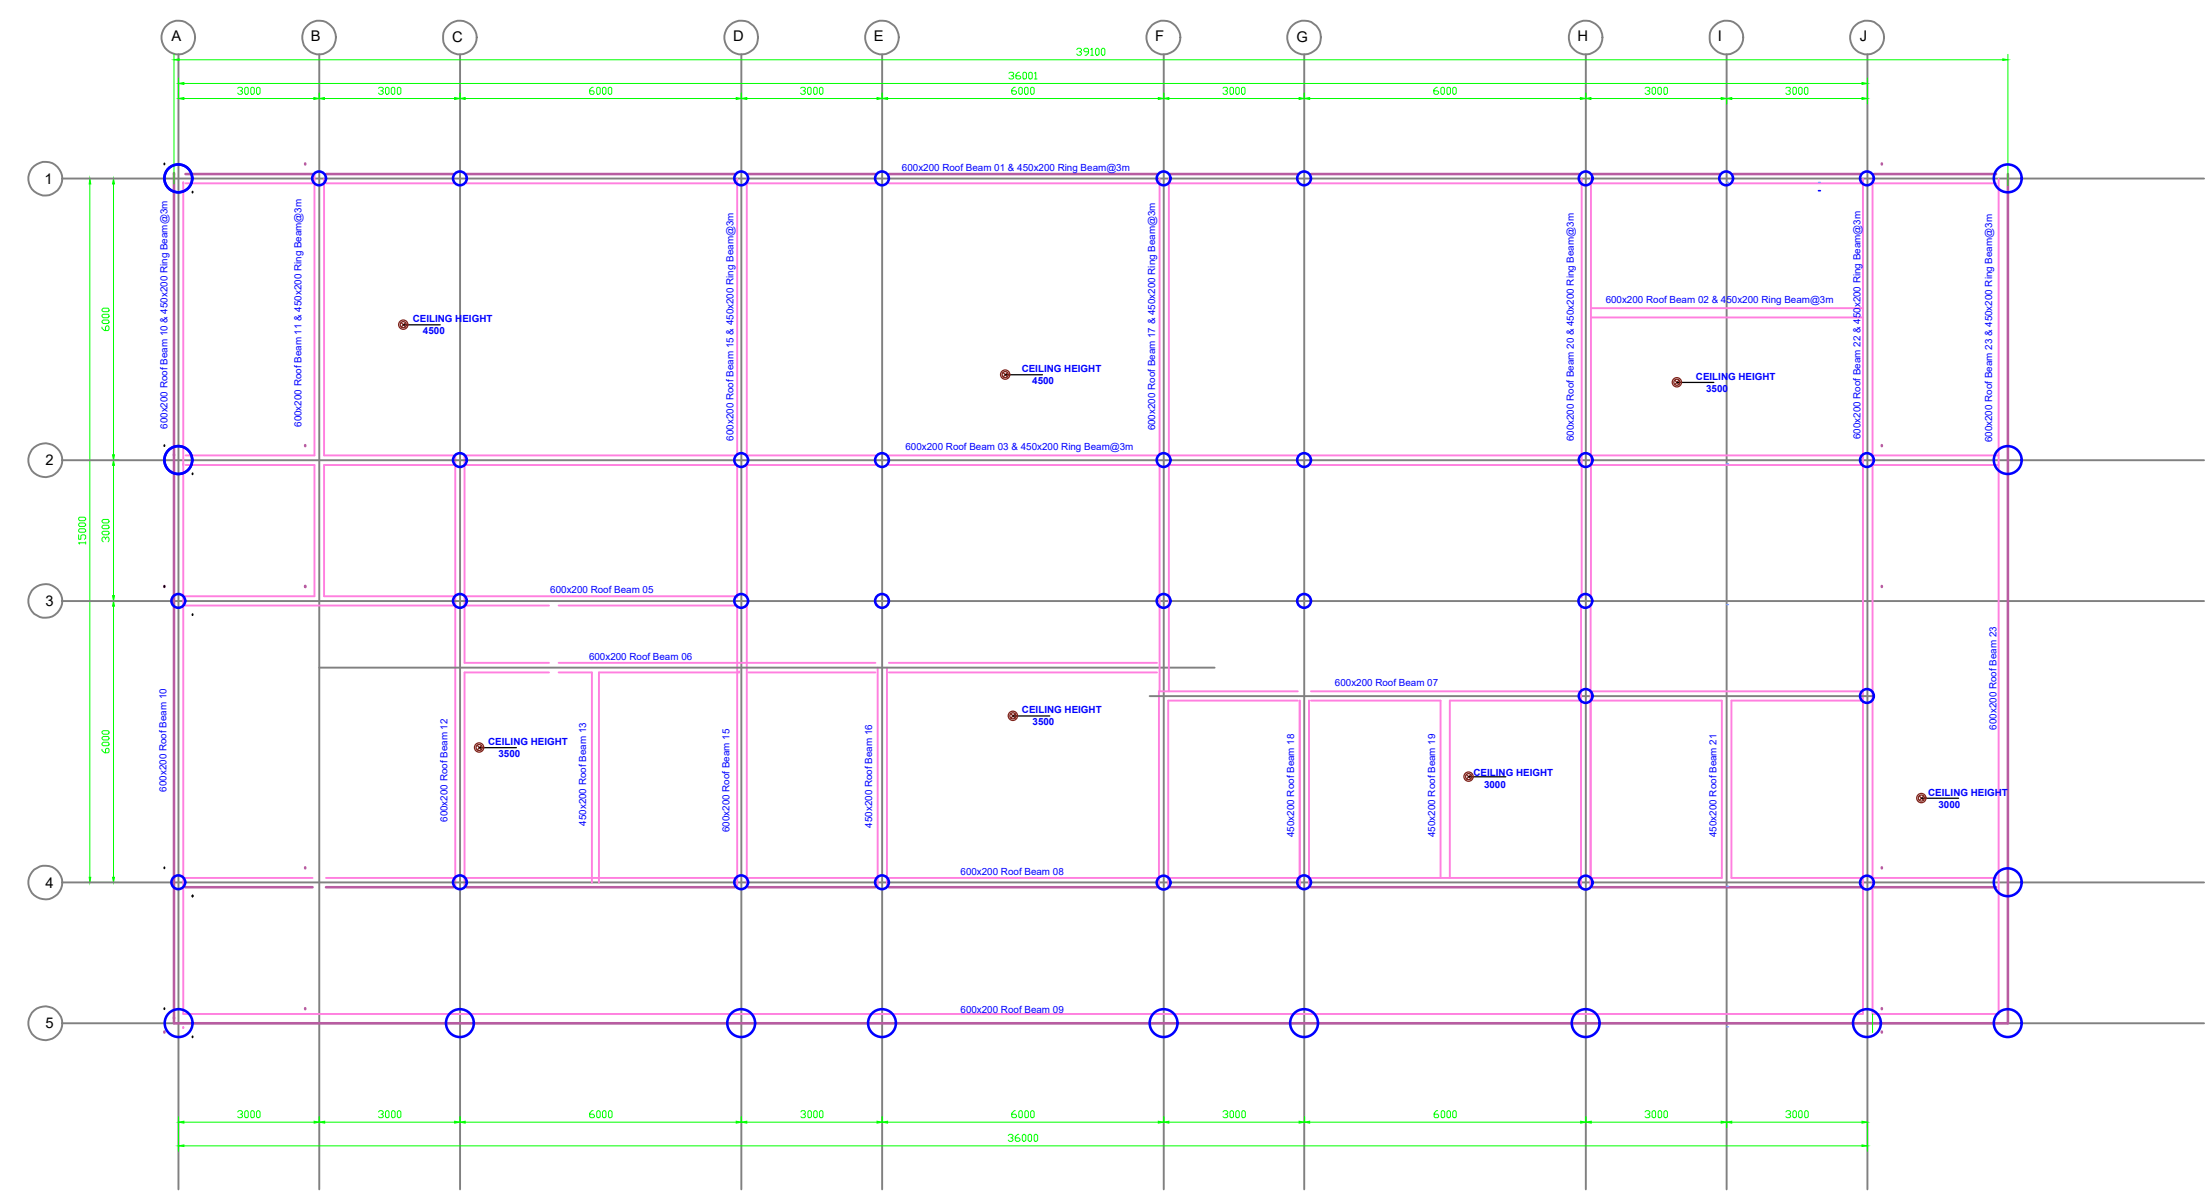 A B C D E F G H I J
39100
36001
3000 3000 6000 3000 6000 3000 6000 3000 3000
1
600x200 Roof Beam 01 & 450x200 Ring Beam@3m
600x200 Roof Beam 10 & 450x200 Ring Beam@3m
600x200 Roof Beam 11 & 450x200 Ring Beam@3m
600x200 Roof Beam 15 & 450x200 Ring Beam@3m
600x200 Roof Beam 17 & 450x200 Ring Beam@3m
600x200 Roof Beam 20 & 450x200 Ring Beam@3m
600x200 Roof Beam 22 & 450x200 Ring Beam@3m
600x200 Roof Beam 23 & 450x200 Ring Beam@3m
600x200 Roof Beam 02 & 450x200 Ring Beam@3m
6000
CEILING HEIGHT
4500
CEILING HEIGHT
4500
CEILING HEIGHT
3500
2
600x200 Roof Beam 03 & 450x200 Ring Beam@3m
15000
3000
3
600x200 Roof Beam 05
600x200 Roof Beam 06
600x200 Roof Beam 07
6000
600x200 Roof Beam 10
600x200 Roof Beam 12
CEILING HEIGHT
3500
450x200 Roof Beam 13
600x200 Roof Beam 15
450x200 Roof Beam 16
CEILING HEIGHT
3500
450x200 Roof Beam 18
450x200 Roof Beam 19
CEILING HEIGHT
3000
450x200 Roof Beam 21
600x200 Roof Beam 23
CEILING HEIGHT
3000
4
600x200 Roof Beam 08
5
600x200 Roof Beam 09
3000 3000 6000 3000 6000 3000 6000 3000 3000
36000